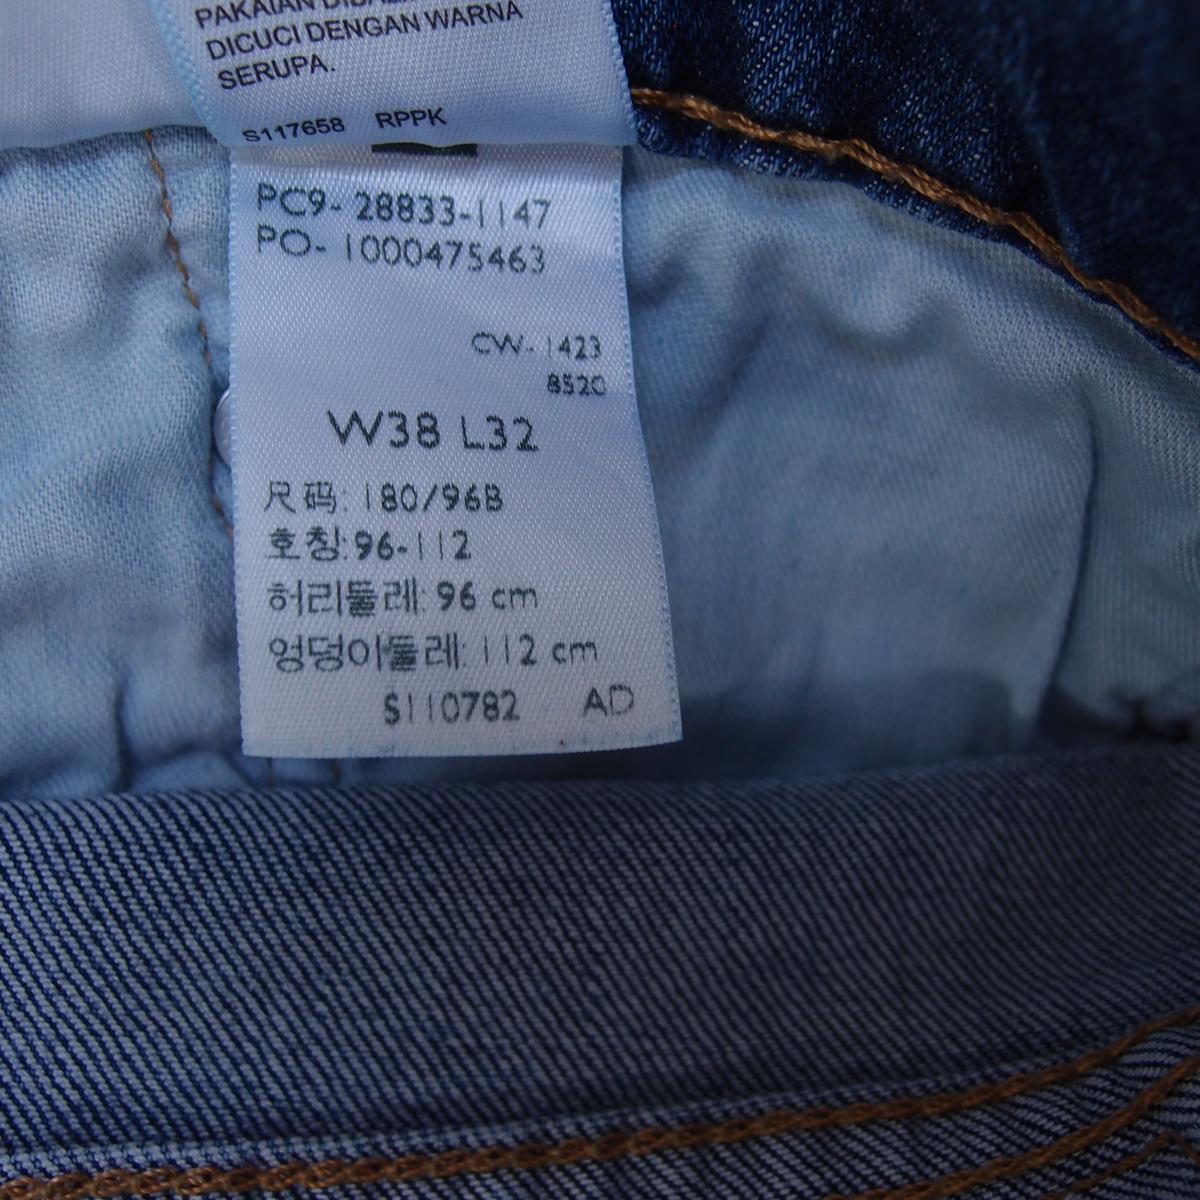 PAKAIAN
DICUCI DENGAN WARNA
SERUPA.
S117658 RPPK
PC9-28833-1147
PO-1000475463
CW-1423
8520
W38 L32
尺码: 180/96B
호칭:96-112
허리둘레: 96 cm
엉덩이둘레: 112 cm
S110782 AD